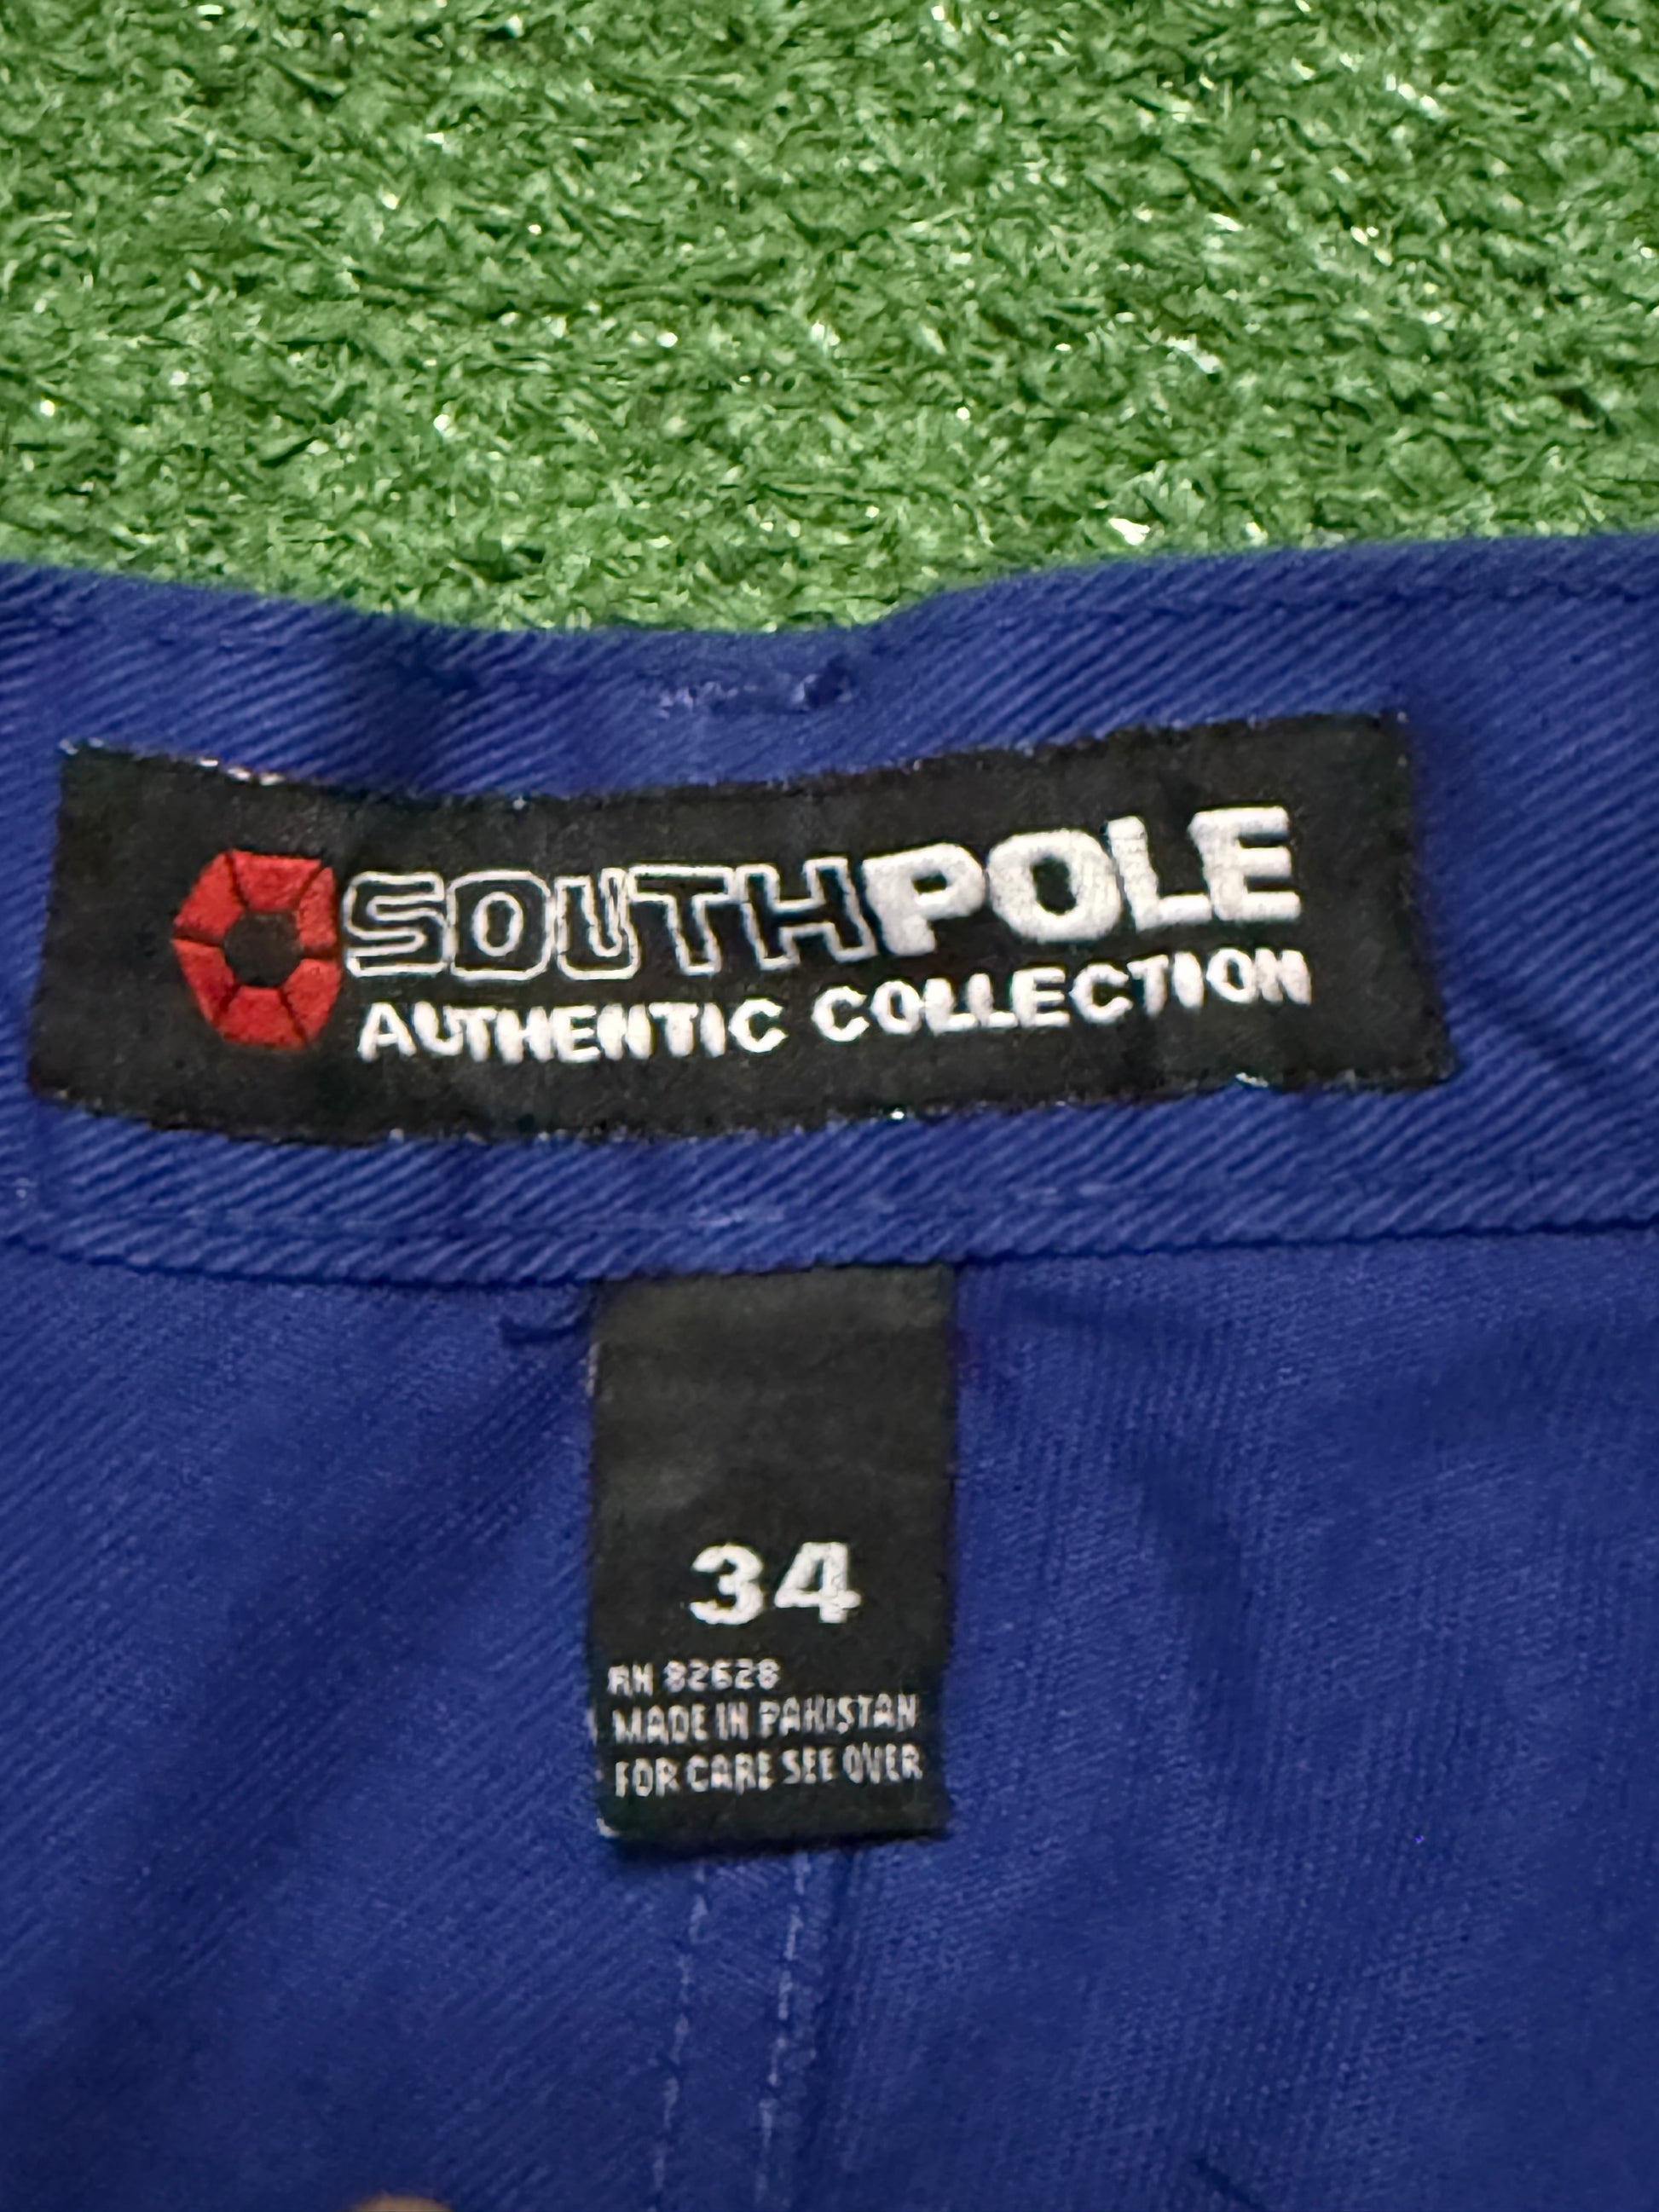 SOUTHPOLE
AUTHENTIC COLLECTION
34
RN 82628
MADE IN PAKISTAN
FOR CARE SEE OVER